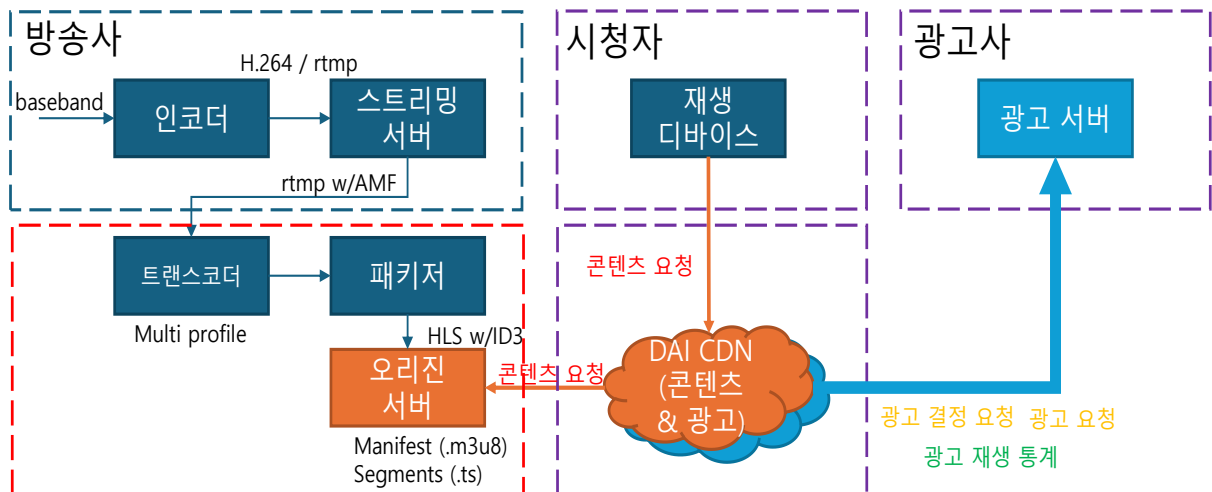 방송사
H.264 / rtmp
baseband
인코더
스트리밍
서버
rtmp w/AMF
시청자
재생
디바이스
광고사
광고 서버
트랜스코더
Multi profile
패키저
HLS w/ID3
오리진
서버
Manifest (.m3u8)
Segments (.ts)
콘텐츠 요청
콘텐츠 요청
DAI CDN
(콘텐츠
& 광고)
광고 결정 요청
광고 요청
광고 재생 통계